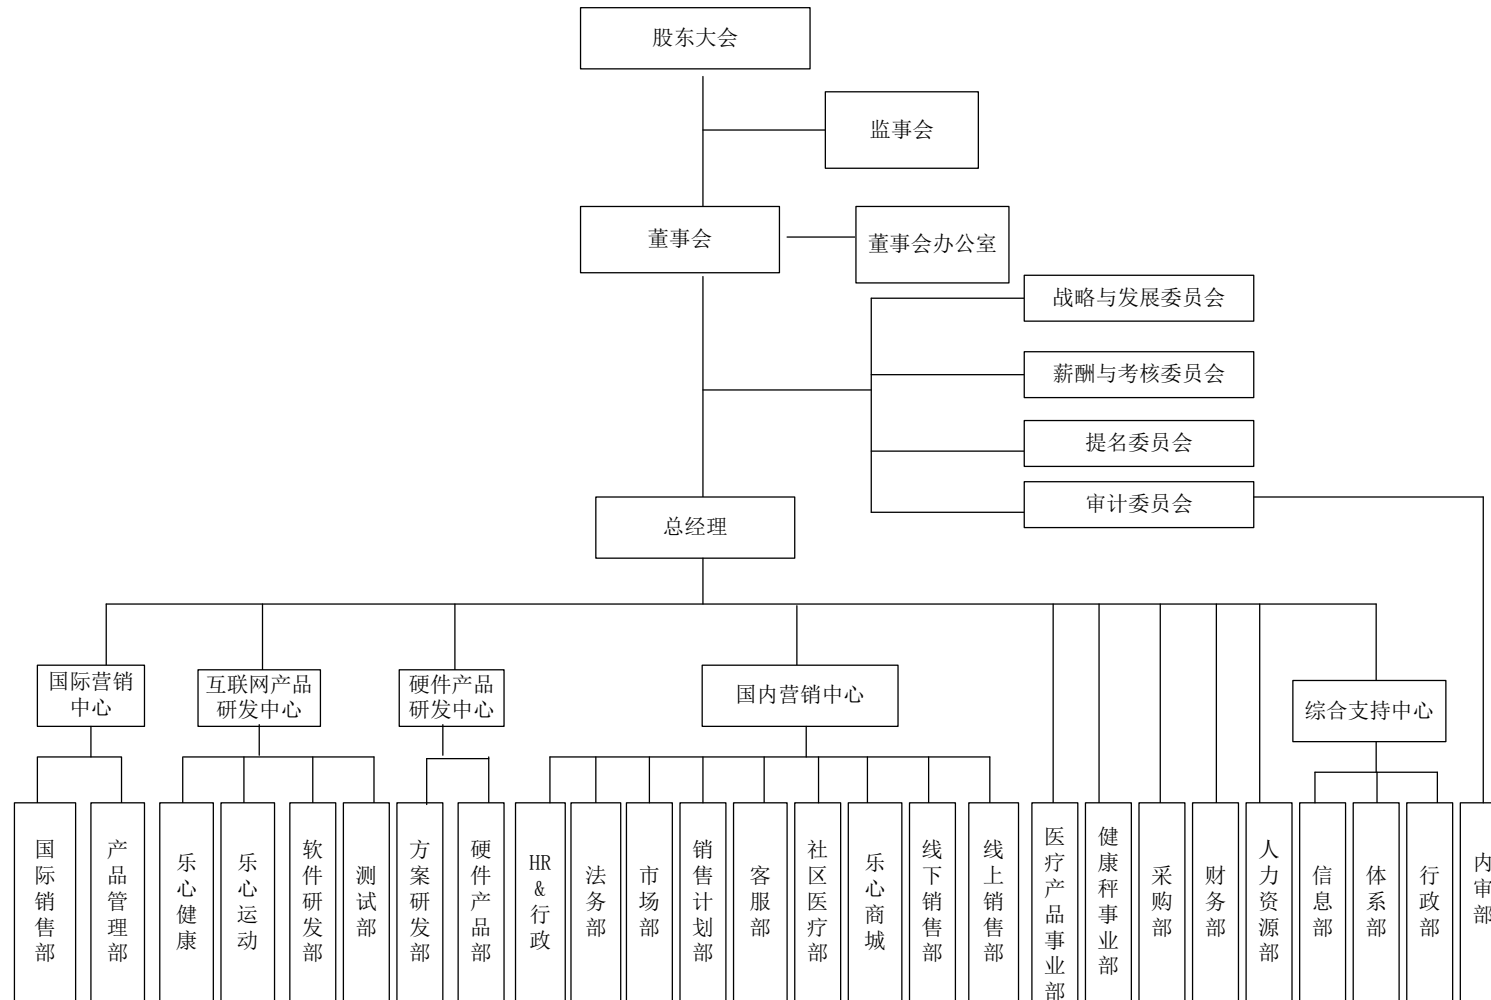 股东大会
监事会
董事会
董事会办公室
战略与发展委员会
薪酬与考核委员会
提名委员会
审计委员会
总经理
国际营销
中心
互联网产品
研发中心
硬件产品
研发中心
国内营销中心
综合支持中心
国际销售部
产品管理部
乐心健康
乐心运动
软件研发部
测试部
方案研发部
硬件产品部
HR&行政
法务部
市场部
销售计划部
客服部
社区医疗部
乐心商城
线下销售部
线上销售部
医疗产品事业部
健康秤事业部
采购部
财务部
人力资源部
信息部
体系部
行政部
内审部